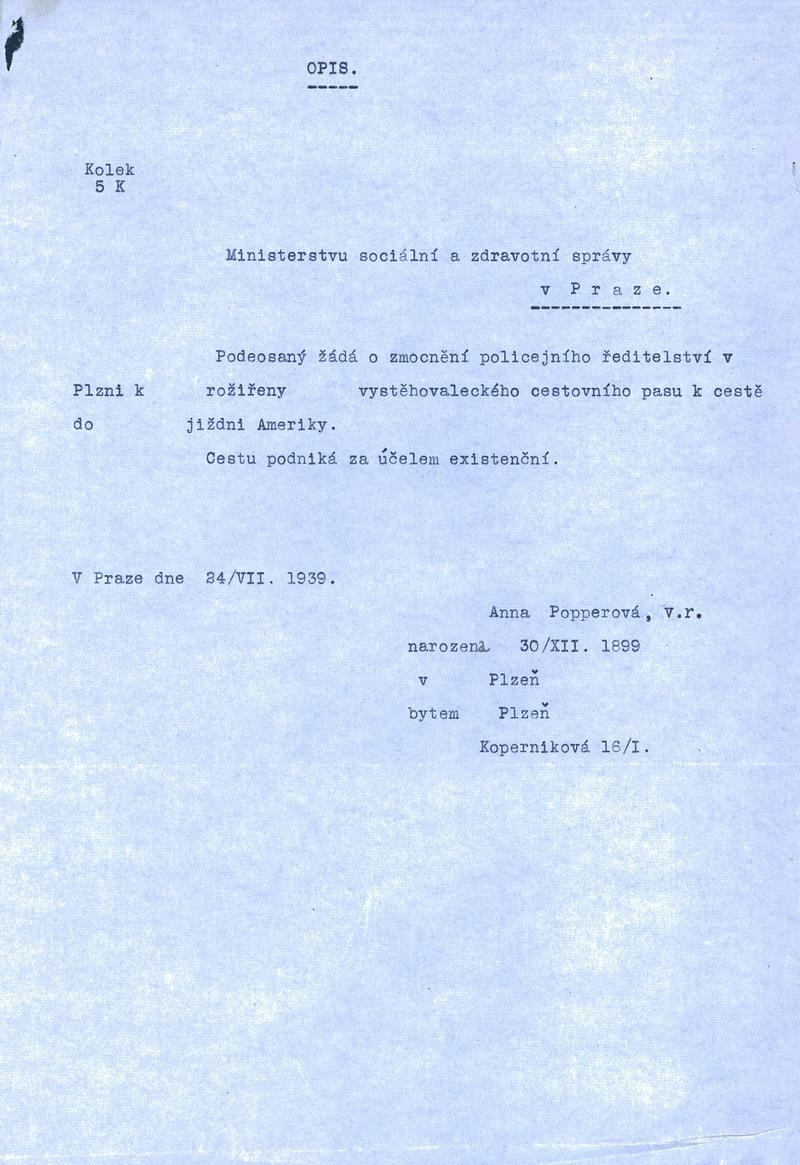 OPIS.
Kolek
5 K
Ministerstvu sociální a zdravotní správy
v P r a z e.
Podeosaný žádá o zmocnění policejního ředitelství v
Plzni k rožiřeny vystěhovaleckého cestovního pasu k cestě
do jiždni Ameriky.
Cestu podniká za účelem existenční.
V Praze dne 24/VII. 1939.
Anna Popperová, v.r.
narozená 30/XII. 1899
v Plzeň
bytem Plzeň
Koperniková 16/I.